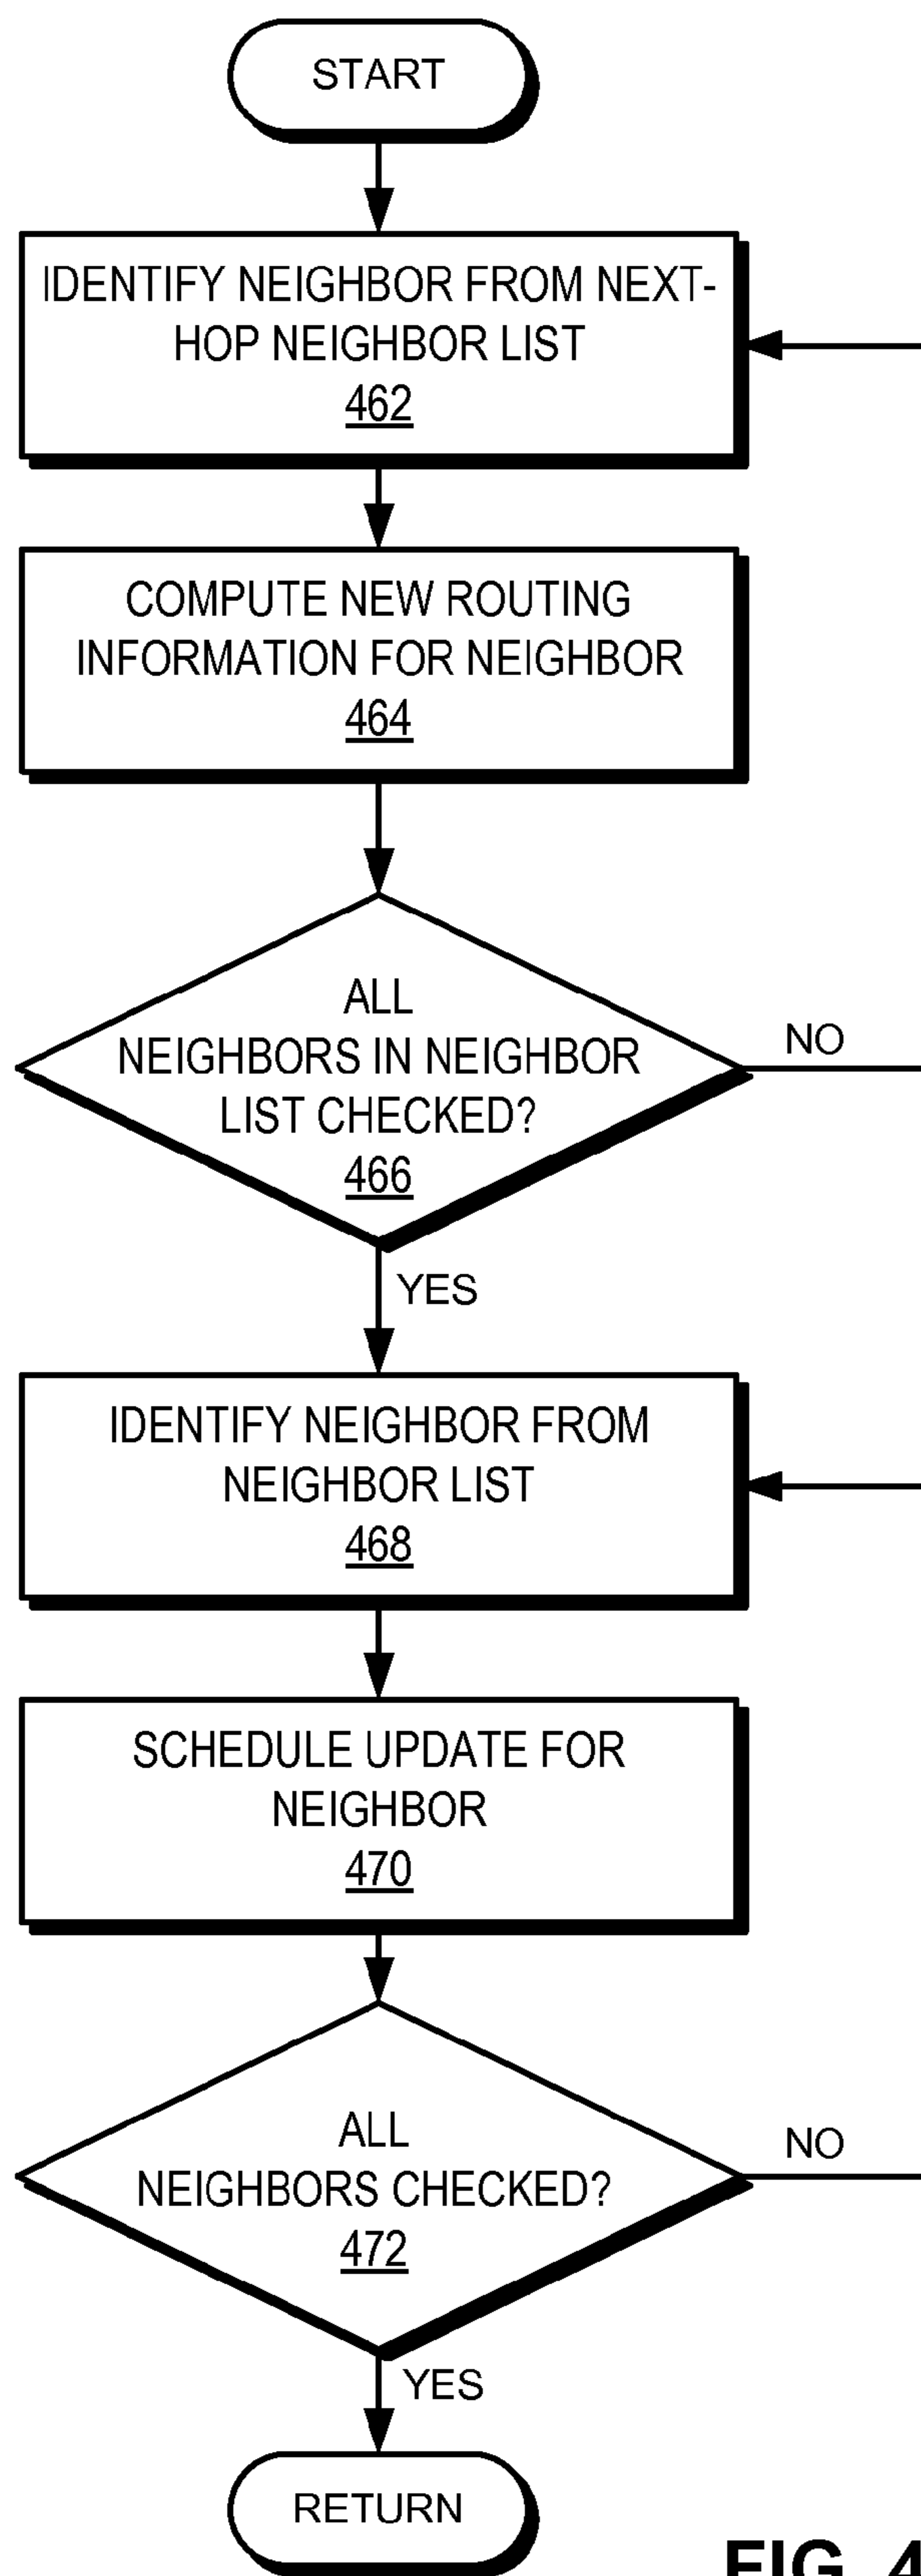 START
IDENTIFY NEIGHBOR FROM NEXT-
HOP NEIGHBOR LIST
462
COMPUTE NEW ROUTING
INFORMATION FOR NEIGHBOR
464
ALL
NEIGHBORS IN NEIGHBOR
LIST CHECKED?
466
NO
YES
IDENTIFY NEIGHBOR FROM
NEIGHBOR LIST
468
SCHEDULE UPDATE FOR
NEIGHBOR
470
ALL
NEIGHBORS CHECKED?
472
NO
YES
RETURN
FIG. 4